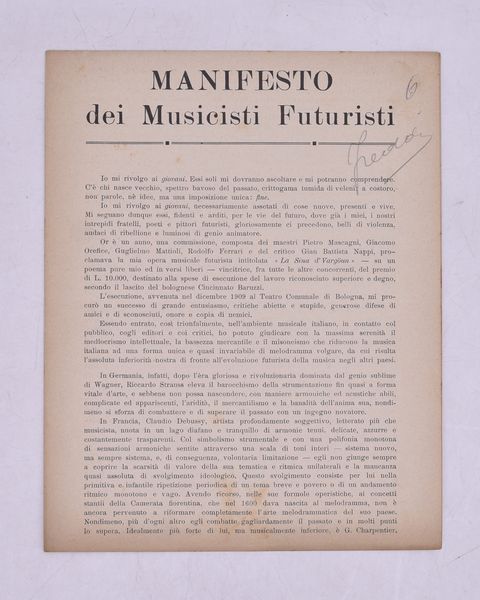 MANIFESTO
dei Musicisti Futuristi
6
Io mi rivolgo ai giovani. Essi soli mi dovranno ascoltare e mi potranno comprendere.
C'è chi nasce vecchio, spettro bavoso del passato, crittogama tumida di veleni: a costoro,
non parole, nè idee, ma una imposizione unica: fine.
Io mi rivolgo ai giovani, necessariamente assetati di cose nuove, presenti e vive.
Mi seguano dunque essi, fidenti e arditi, per le vie del futuro, dove già i miei, i nostri
intrepidi fratelli, poeti e pittori futuristi, gloriosamente ci precedono, belli di violenza,
audaci di ribellione e luminosi di genio animatore.
Or è un anno, una commissione, composta dei maestri Pietro Mascagni, Giacomo
Orefice, Guglielmo Mattioli, Rodolfo Ferrari e del critico Gian Battista Nappi, pro-
clamava la mia opera musicale futurista intitolata « La Sina d'Vargöun » — su un
poema pure mio ed in versi liberi — vincitrice, fra tutte le altre concorrenti, del premio
di L. 10.000, destinato alla spese di esecuzione del lavoro riconosciuto superiore e degno,
secondo il lascito del bolognese Cincinnato Baruzzi.
L'esecuzione, avvenuta nel dicembre 1909 al Teatro Comunale di Bologna, mi pro-
curò un successo di grande entusiasmo, critiche abiette e stupide, generose difese di
amici e di sconosciuti, onore e copia di nemici.
Essendo entrato, così trionfalmente, nell'ambiente musicale italiano, in contatto col
pubblico, cogli editori e coi critici, ho potuto giudicare con la massima serenità il
mediocrismo intellettuale, la bassezza mercantile e il misoneismo che riducono la musica
italiana ad una forma unica e quasi invariabile di melodramma volgare, da cui risulta
l'assoluta inferiorità nostra di fronte all'evoluzione futurista della musica negli altri paesi.
In Germania, infatti, dopo l'èra gloriosa e rivoluzionaria dominata dal genio sublime
di Wagner, Riccardo Strauss eleva il barocchismo della strumentazione fin quasi a forma
vitale d'arte, e sebbene non possa nascondere, con maniere armoniche ed acustiche abili,
complicate ed appariscenti, l'aridità, il mercantilismo e la banalità dell'anima sua, nondi-
meno si sforza di combattere e di superare il passato con un ingegno novatore.
In Francia, Claudio Debussy, artista profondamente soggettivo, letterato più che
musicista, nuota in un lago diafano e tranquillo di armonie tenui, delicate, azzurre e
costantemente trasparenti. Col simbolismo strumentale e con una polifonia monotona
di sensazioni armoniche sentite attraverso una scala di toni interi — sistema nuovo,
ma sempre sistema, e, di conseguenza, volontaria limitazione — egli non giunge sempre
a coprire la scarsità di valore della sua tematica e ritmica unilaterali e la mancanza
quasi assoluta di svolgimento ideologico. Questo svolgimento consiste per lui nella
primitiva e infantile ripetizione periodica di un tema breve e povero o di un andamento
ritmico monotono e vago. Avendo ricorso, nelle sue formole operistiche, ai concetti
stantii della Camerata fiorentina, che nel 1600 dava nascita al melodramma, non è
ancora pervenuto a riformare completamente l'arte melodrammatica del suo paese.
Nondimeno, più d'ogni altro egli combatte gagliardamente il passato e in molti punti
lo supera. Idealmente più forte di lui, ma musicalmente inferiore, è G. Charpentier.